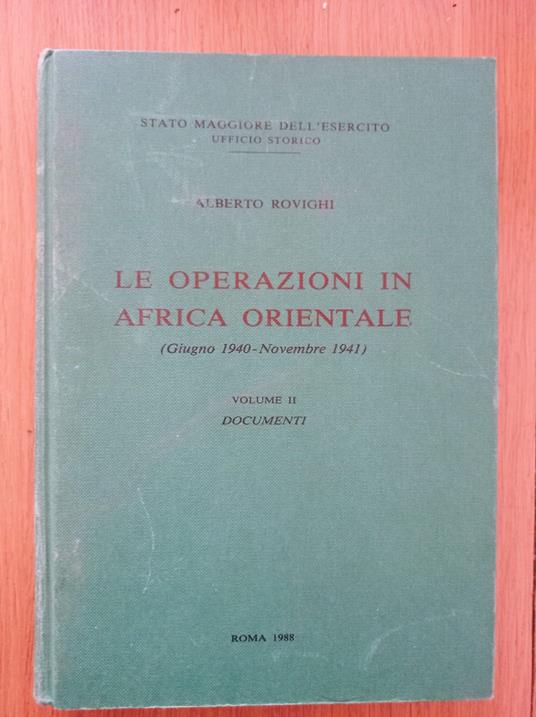 STATO MAGGIORE DELL'ESERCITO
UFFICIO STORICO
ALBERTO ROVIGHI
LE OPERAZIONI IN
AFRICA ORIENTALE
(Giugno 1940-Novembre 1941)
VOLUME II
DOCUMENTI
ROMA 1988